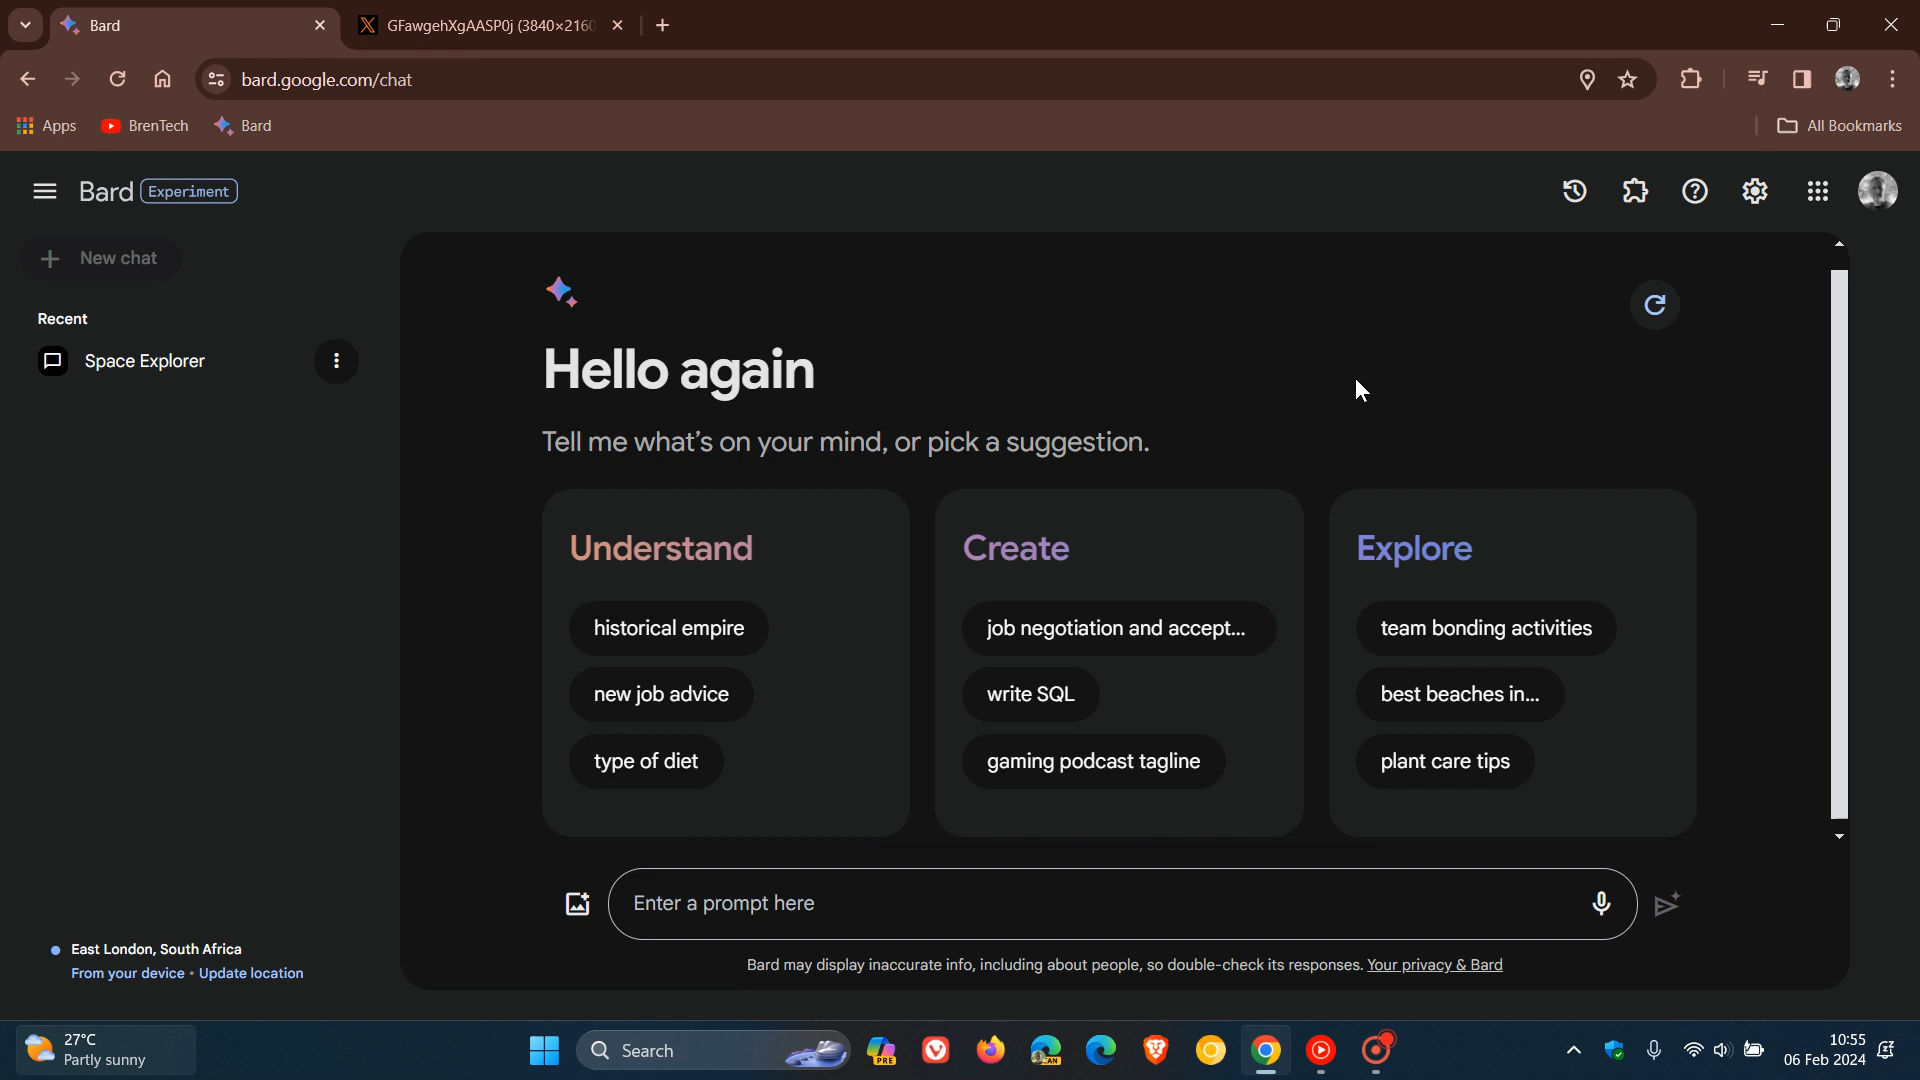 Bard
GFawgehXgAASP0j (3840×2160
bard.google.com/chat
Apps
BrenTech
Bard
All Bookmarks
Bard
Experiment
New chat
Recent
Space Explorer
Hello again
Tell me what's on your mind, or pick a suggestion.
Understand
historical empire
new job advice
type of diet
Create
job negotiation and accept...
write SQL
gaming podcast tagline
Explore
team bonding activities
best beaches in...
plant care tips
Enter a prompt here
Bard may display inaccurate info, including about people, so double-check its responses. Your privacy & Bard
East London, South Africa
From your device • Update location
27°C
Partly sunny
Search
PRE
CAN
10:55
06 Feb 2024